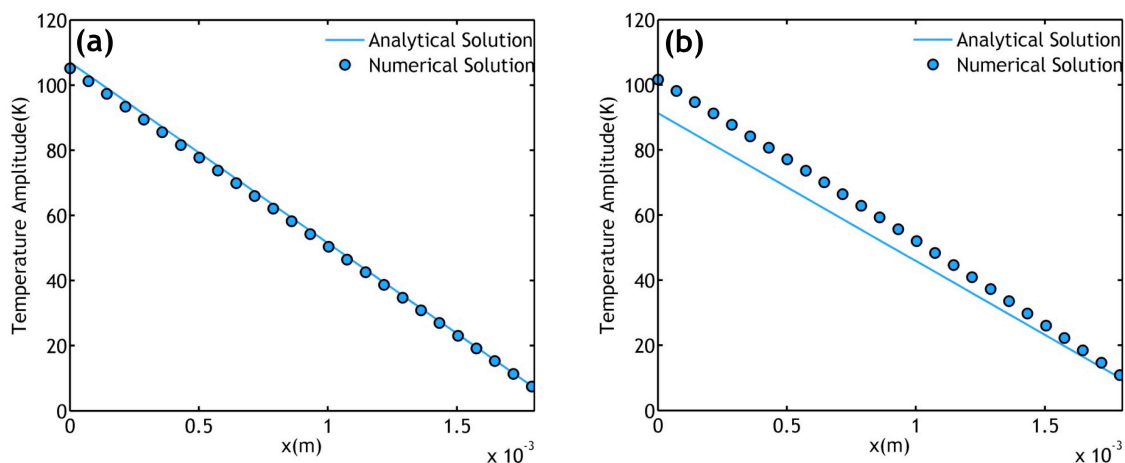 (a)
Analytical Solution
Numerical Solution
Temperature Amplitude(K)
120
100
80
60
40
20
0
0 0.5 1 1.5
x(m)
x 10^-3
(b)
Analytical Solution
Numerical Solution
Temperature Amplitude(K)
120
100
80
60
40
20
0
0 0.5 1 1.5
x(m)
x 10^-3